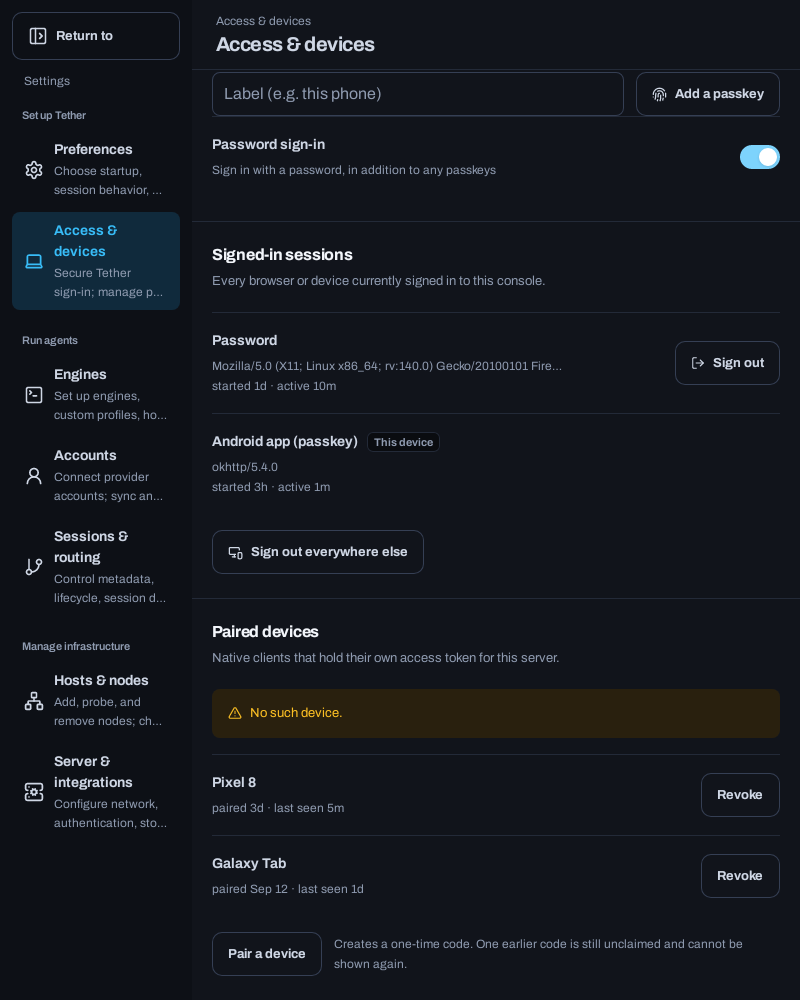 Return to
Settings
Set up Tether
Preferences
Choose startup,
session behavior, ...
Access &
devices
Secure Tether
sign-in; manage p...
Run agents
Engines
Set up engines,
custom profiles, ho...
Accounts
Connect provider
accounts; sync an...
Sessions &
routing
Control metadata,
lifecycle, session d...
Manage infrastructure
Hosts & nodes
Add, probe, and
remove nodes; ch...
Server &
integrations
Configure network,
authentication, sto...
Access & devices
Access & devices
Label (e.g. this phone)
Add a passkey
Password sign-in
Sign in with a password, in addition to any passkeys
Signed-in sessions
Every browser or device currently signed in to this console.
Password
Mozilla/5.0 (X11; Linux x86_64; rv:140.0) Gecko/20100101 Fire...
started 1d · active 10m
Sign out
Android app (passkey) This device
okhttp/5.4.0
started 3h · active 1m
Sign out everywhere else
Paired devices
Native clients that hold their own access token for this server.
No such device.
Pixel 8
paired 3d · last seen 5m
Revoke
Galaxy Tab
paired Sep 12 · last seen 1d
Revoke
Pair a device
Creates a one-time code. One earlier code is still unclaimed and cannot be
shown again.